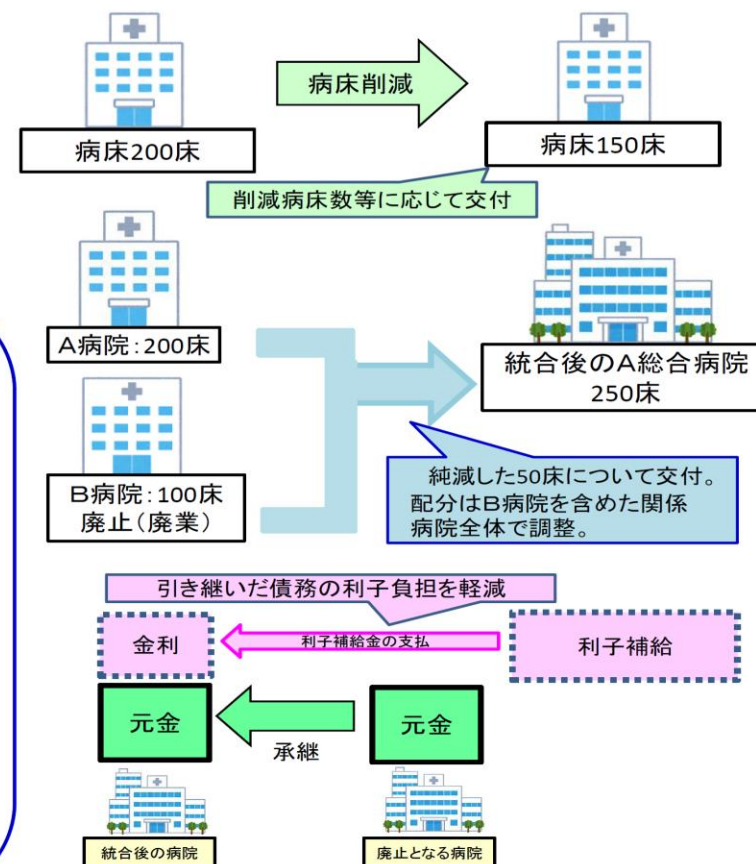 病床削減
病床200床
病床150床
削減病床数等に応じて交付
A病院：200床
統合後のA総合病院
250床
B病院：100床
廃止（廃業）
純減した50床について交付。
配分はB病院を含めた関係
病院全体で調整。
引き継いだ債務の利子負担を軽減
金利
利子補給金の支払
利子補給
元金
元金
承継
統合後の病院
廃止となる病院